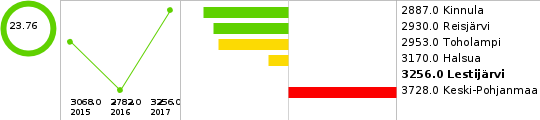 23.76
3068.0 2782.0 3256.0
2015 2016 2017
2887.0 Kinnula
2930.0 Reisjärvi
2953.0 Toholampi
3170.0 Halsua
3256.0 Lestijärvi
3728.0 Keski-Pohjanmaa